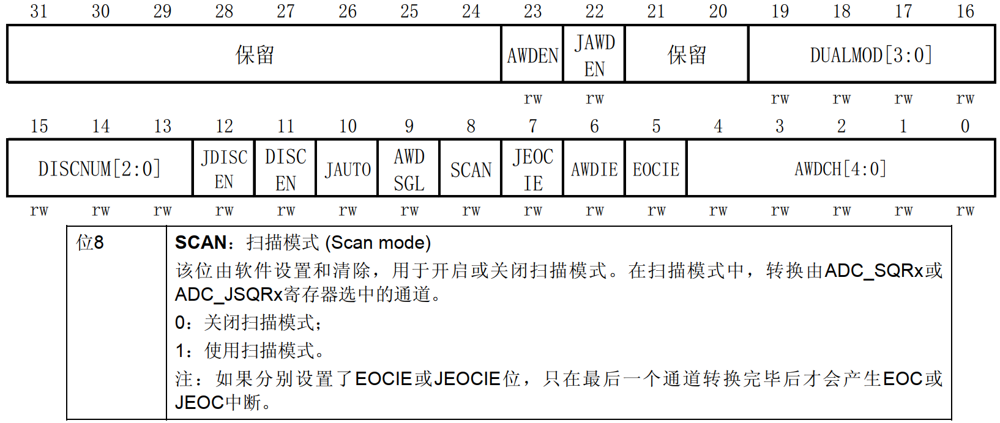 31 30 29 28 27 26 25 24 23 22 21 20 19 18 17 16
保留 AWDEN JAWD EN 保留 DUALMOD[3:0]
rw rw rw rw rw rw
15 14 13 12 11 10 9 8 7 6 5 4 3 2 1 0
DISCNUM[2:0] JDISC EN DISC EN JAUTO AWD SGL SCAN JEOC IE AWDIE EOCIE AWDCH[4:0]
rw rw rw rw rw rw rw rw rw rw rw rw rw rw rw rw
位8 SCAN：扫描模式 (Scan mode)
该位由软件设置和清除，用于开启或关闭扫描模式。在扫描模式中，转换由ADC_SQRx或
ADC_JSQRx寄存器选中的通道。
0：关闭扫描模式；
1：使用扫描模式。
注：如果分别设置了EOCIE或JEOCIE位，只在最后一个通道转换完毕后才会产生EOC或
JEOC中断。